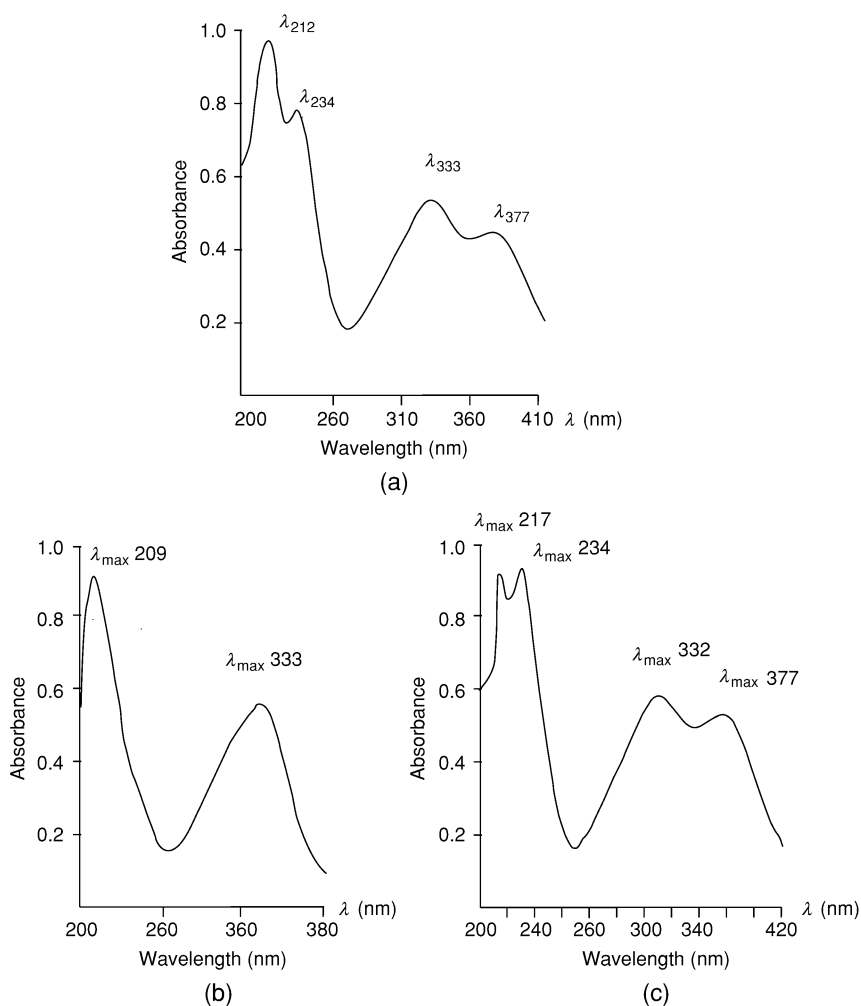 λ212
1.0
λ234
0.8
λ333
0.6
λ377
0.4
0.2
Absorbance
200 260 310 360 410 λ (nm)
Wavelength (nm)
(a)
1.0
λmax 209
0.8
λmax 333
0.6
0.4
0.2
Absorbance
200 260 360 380
λ (nm)
Wavelength (nm)
(b)
λmax 217
1.0
λmax 234
0.8
λmax 332
λmax 377
0.6
0.4
0.2
Absorbance
200 240 260 300 340 420
λ (nm)
Wavelength (nm)
(c)